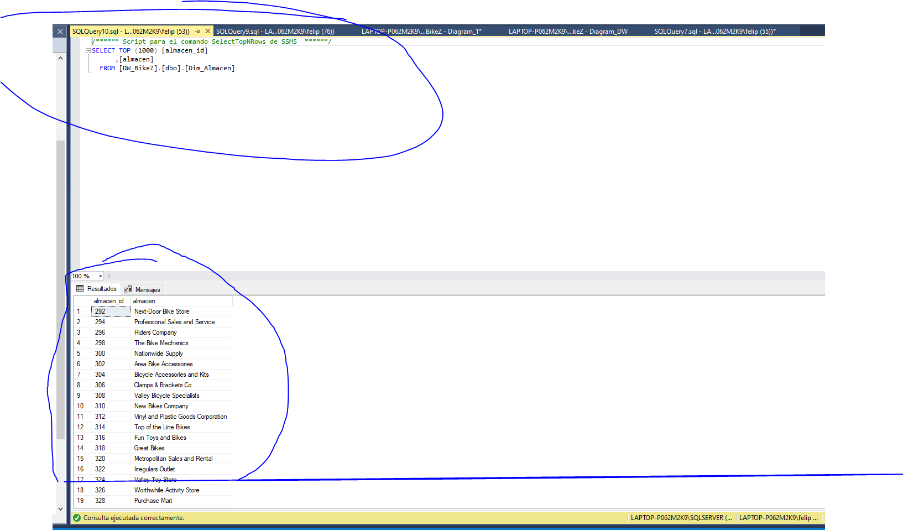 SQLQuery10.sql - L...062M2K9\felip (53)) SQLQuery9.sql - LA...062M2K9\felip (76)) LAPTOP-P062M2K9\...BikeZ - Diagram_1* LAPTOP-P062M2K9\...keZ - Diagram_DW SQLQuery7.sql - LA...062M2K9\felip (55))*
/****** Script para el comando SelectTopNRows de SSMS ******/
SELECT TOP (1000) [almacen_id]
,[almacen]
FROM [DW_BikeZ].[dbo].[Dim_Almacen]
100 %
Resultados Mensajes
almacen_id almacen
1 292 Next-Door Bike Store
2 294 Professional Sales and Service
3 296 Riders Company
4 298 The Bike Mechanics
5 300 Nationwide Supply
6 302 Area Bike Accessories
7 304 Bicycle Accessories and Kits
8 306 Clamps & Brackets Co.
9 308 Valley Bicycle Specialists
10 310 New Bikes Company
11 312 Vinyl and Plastic Goods Corporation
12 314 Top of the Line Bikes
13 316 Fun Toys and Bikes
14 318 Great Bikes
15 320 Metropolitan Sales and Rental
16 322 Irregulars Outlet
17 324 Valley Toy Store
18 326 Worthwhile Activity Store
19 328 Purchase Mart
Consulta ejecutada correctamente. LAPTOP-P062M2K9\SQLSERVER (... LAPTOP-P062M2K9\felip ...